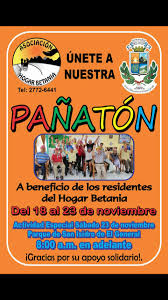 ASOCIACIÓN
HOGAR BETANIA
Tel: 2772-6441
ÚNETE A
NUESTRA
PAÑATÓN
A beneficio de los residentes
del Hogar Betania
Del 18 al 23 de noviembre
Actividad Especial Sábado 23 de noviembre
Parque de San Isidro de El General
8:00 a.m. en adelante
¡Gracias por su apoyo solidario!.